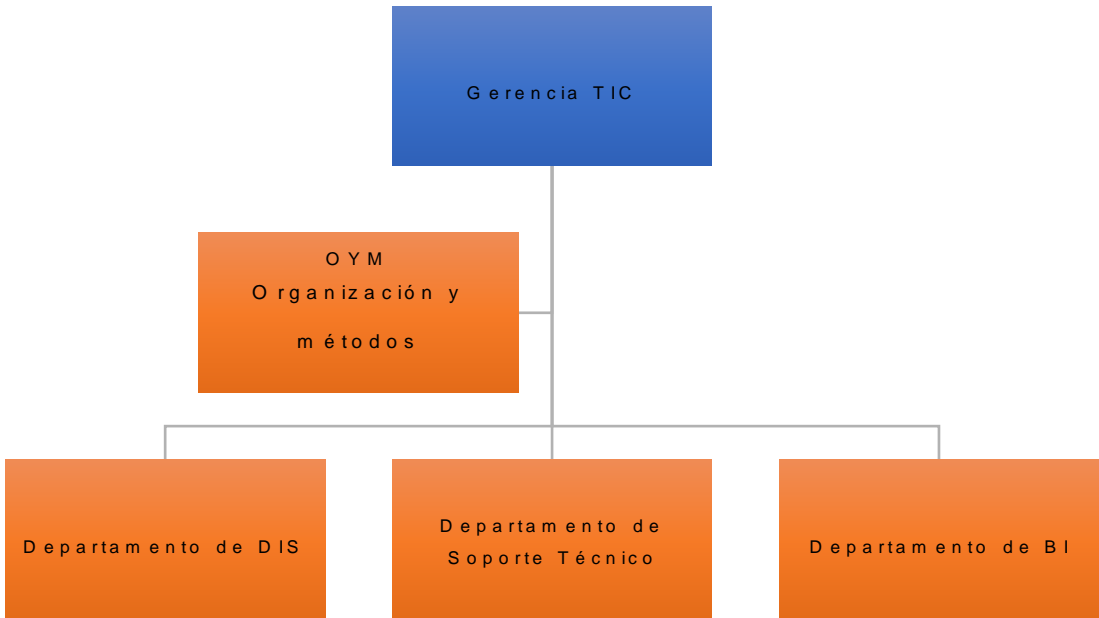 Gerencia TIC
OYM
Organización y
métodos
Departamento de DIS
Departamento de
Soporte Técnico
Departamento de BI